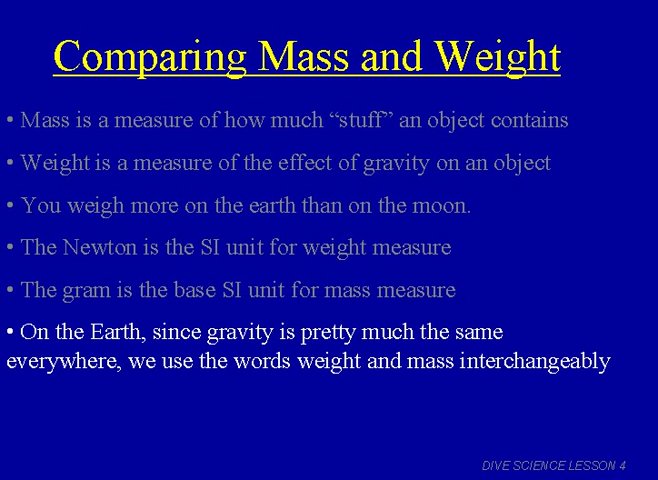 Comparing Mass and Weight
• Mass is a measure of how much “stuff” an object contains
• Weight is a measure of the effect of gravity on an object
• You weigh more on the earth than on the moon.
• The Newton is the SI unit for weight measure
• The gram is the base SI unit for mass measure
• On the Earth, since gravity is pretty much the same
everywhere, we use the words weight and mass interchangeably
DIVE SCIENCE LESSON 4